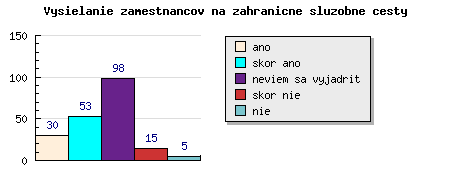 Vysielanie zamestnancov na zahranicne sluzobne cesty
150
100
50
0
30
53
98
15
5
ano
skor ano
neviem sa vyjadrit
skor nie
nie